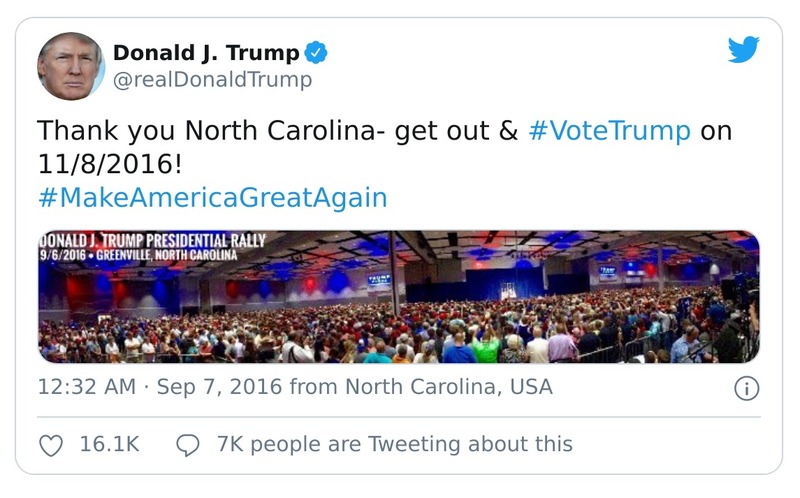 Donald J. Trump
@realDonaldTrump
Thank you North Carolina- get out & #VoteTrump on
11/8/2016!
#MakeAmericaGreatAgain
DONALD J. TRUMP PRESIDENTIAL RALLY
9/6/2016 • GREENVILLE, NORTH CAROLINA
TRUMP
12:32 AM · Sep 7, 2016 from North Carolina, USA
16.1K
7K people are Tweeting about this